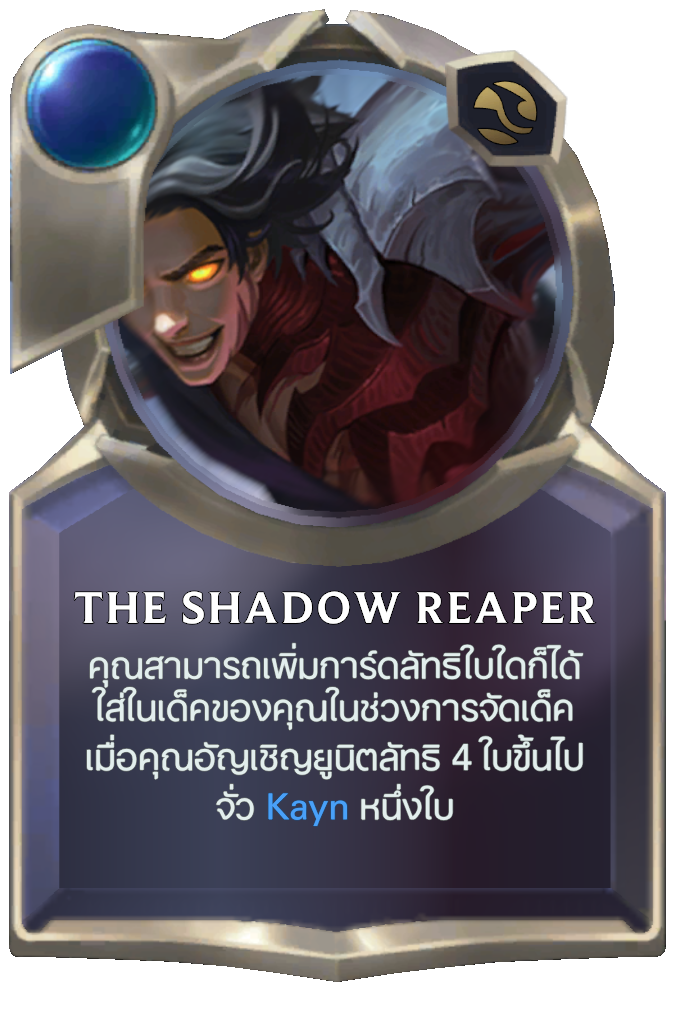 THE SHADOW REAPER
คุณสามารถเพิ่มการ์ดลัทธิใบใดก็ได้
ใส่ในเด็คของคุณในช่วงการจัดเด็ค
เมื่อคุณอัญเชิญยูนิตลัทธิ 4 ใบขึ้นไป
จั่ว Kayn หนึ่งใบ